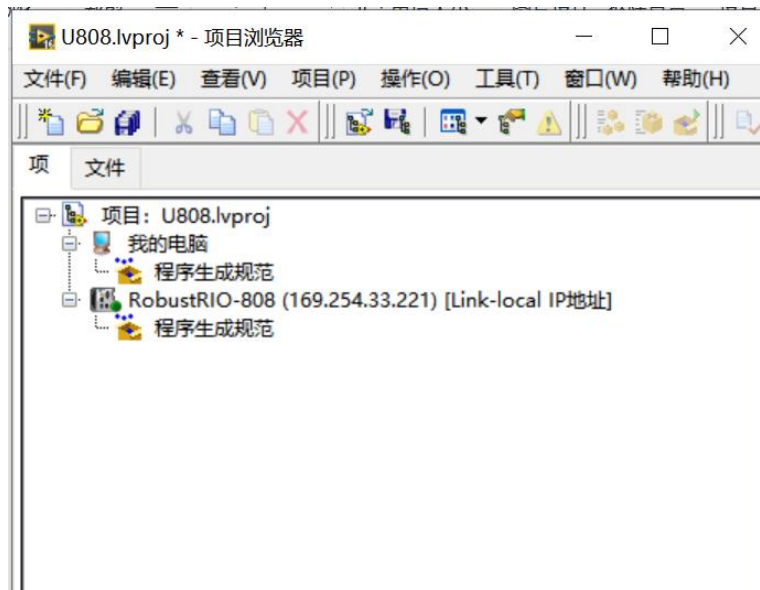 U808.lvproj * - 项目浏览器
文件(F) 编辑(E) 查看(V) 项目(P) 操作(O) 工具(T) 窗口(W) 帮助(H)
项 文件
项目：U808.lvproj
我的电脑
程序生成规范
RobustRIO-808 (169.254.33.221) [Link-local IP地址]
程序生成规范